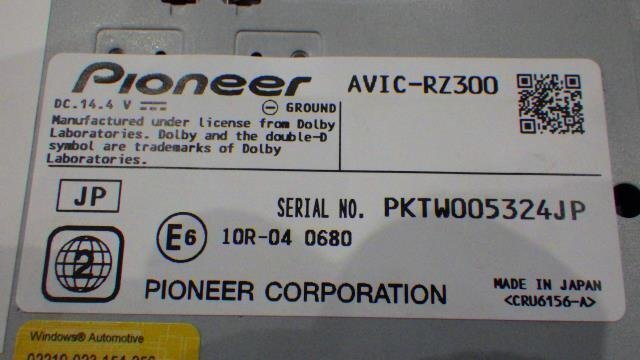 Pioneer
AVIC-RZ300
DC.14.4 V
GROUND
Manufactured under license from Dolby
Laboratories. Dolby and the double-D
symbol are trademarks of Dolby
Laboratories.
JP
SERIAL NO. PKTW005324JP
2
E6 10R-04 0680
PIONEER CORPORATION
MADE IN JAPAN
<CRU6156-A>
Windows® Automotive